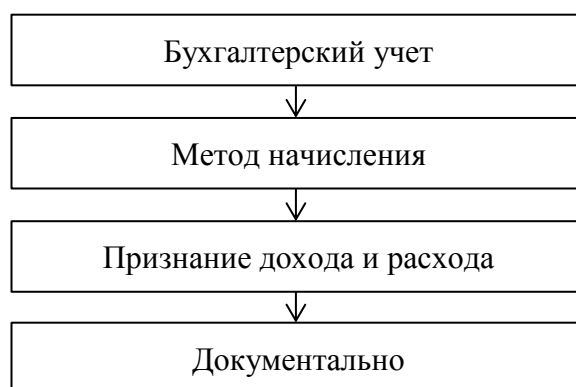 Бухгалтерский учет
Метод начисления
Признание дохода и расхода
Документально